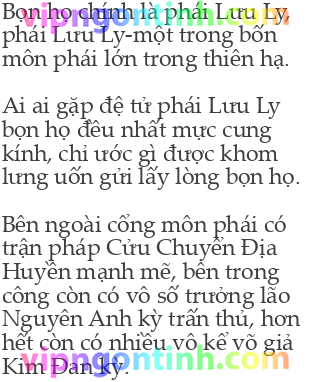 Bọn họ chính là phái Lưu Ly,
phái Lưu Ly-một trong bốn
môn phái lớn trong thiên hạ.
Ai ai gặp đệ tử phái Lưu Ly
bọn họ đều nhất mực cung
kính, chỉ ước gì được khom
lưng uốn gửi lấy lòng bọn họ.
Bên ngoài cổng môn phái có
trận pháp Cửu Chuyển Địa
Huyền mạnh mẽ, bên trong
công còn có vô số trưởng lão
Nguyên Anh kỳ trấn thủ, hơn
hết còn có nhiều vô kể võ giả
Kim Đan kỳ.
vipngontinh.com
vipngontinh.com